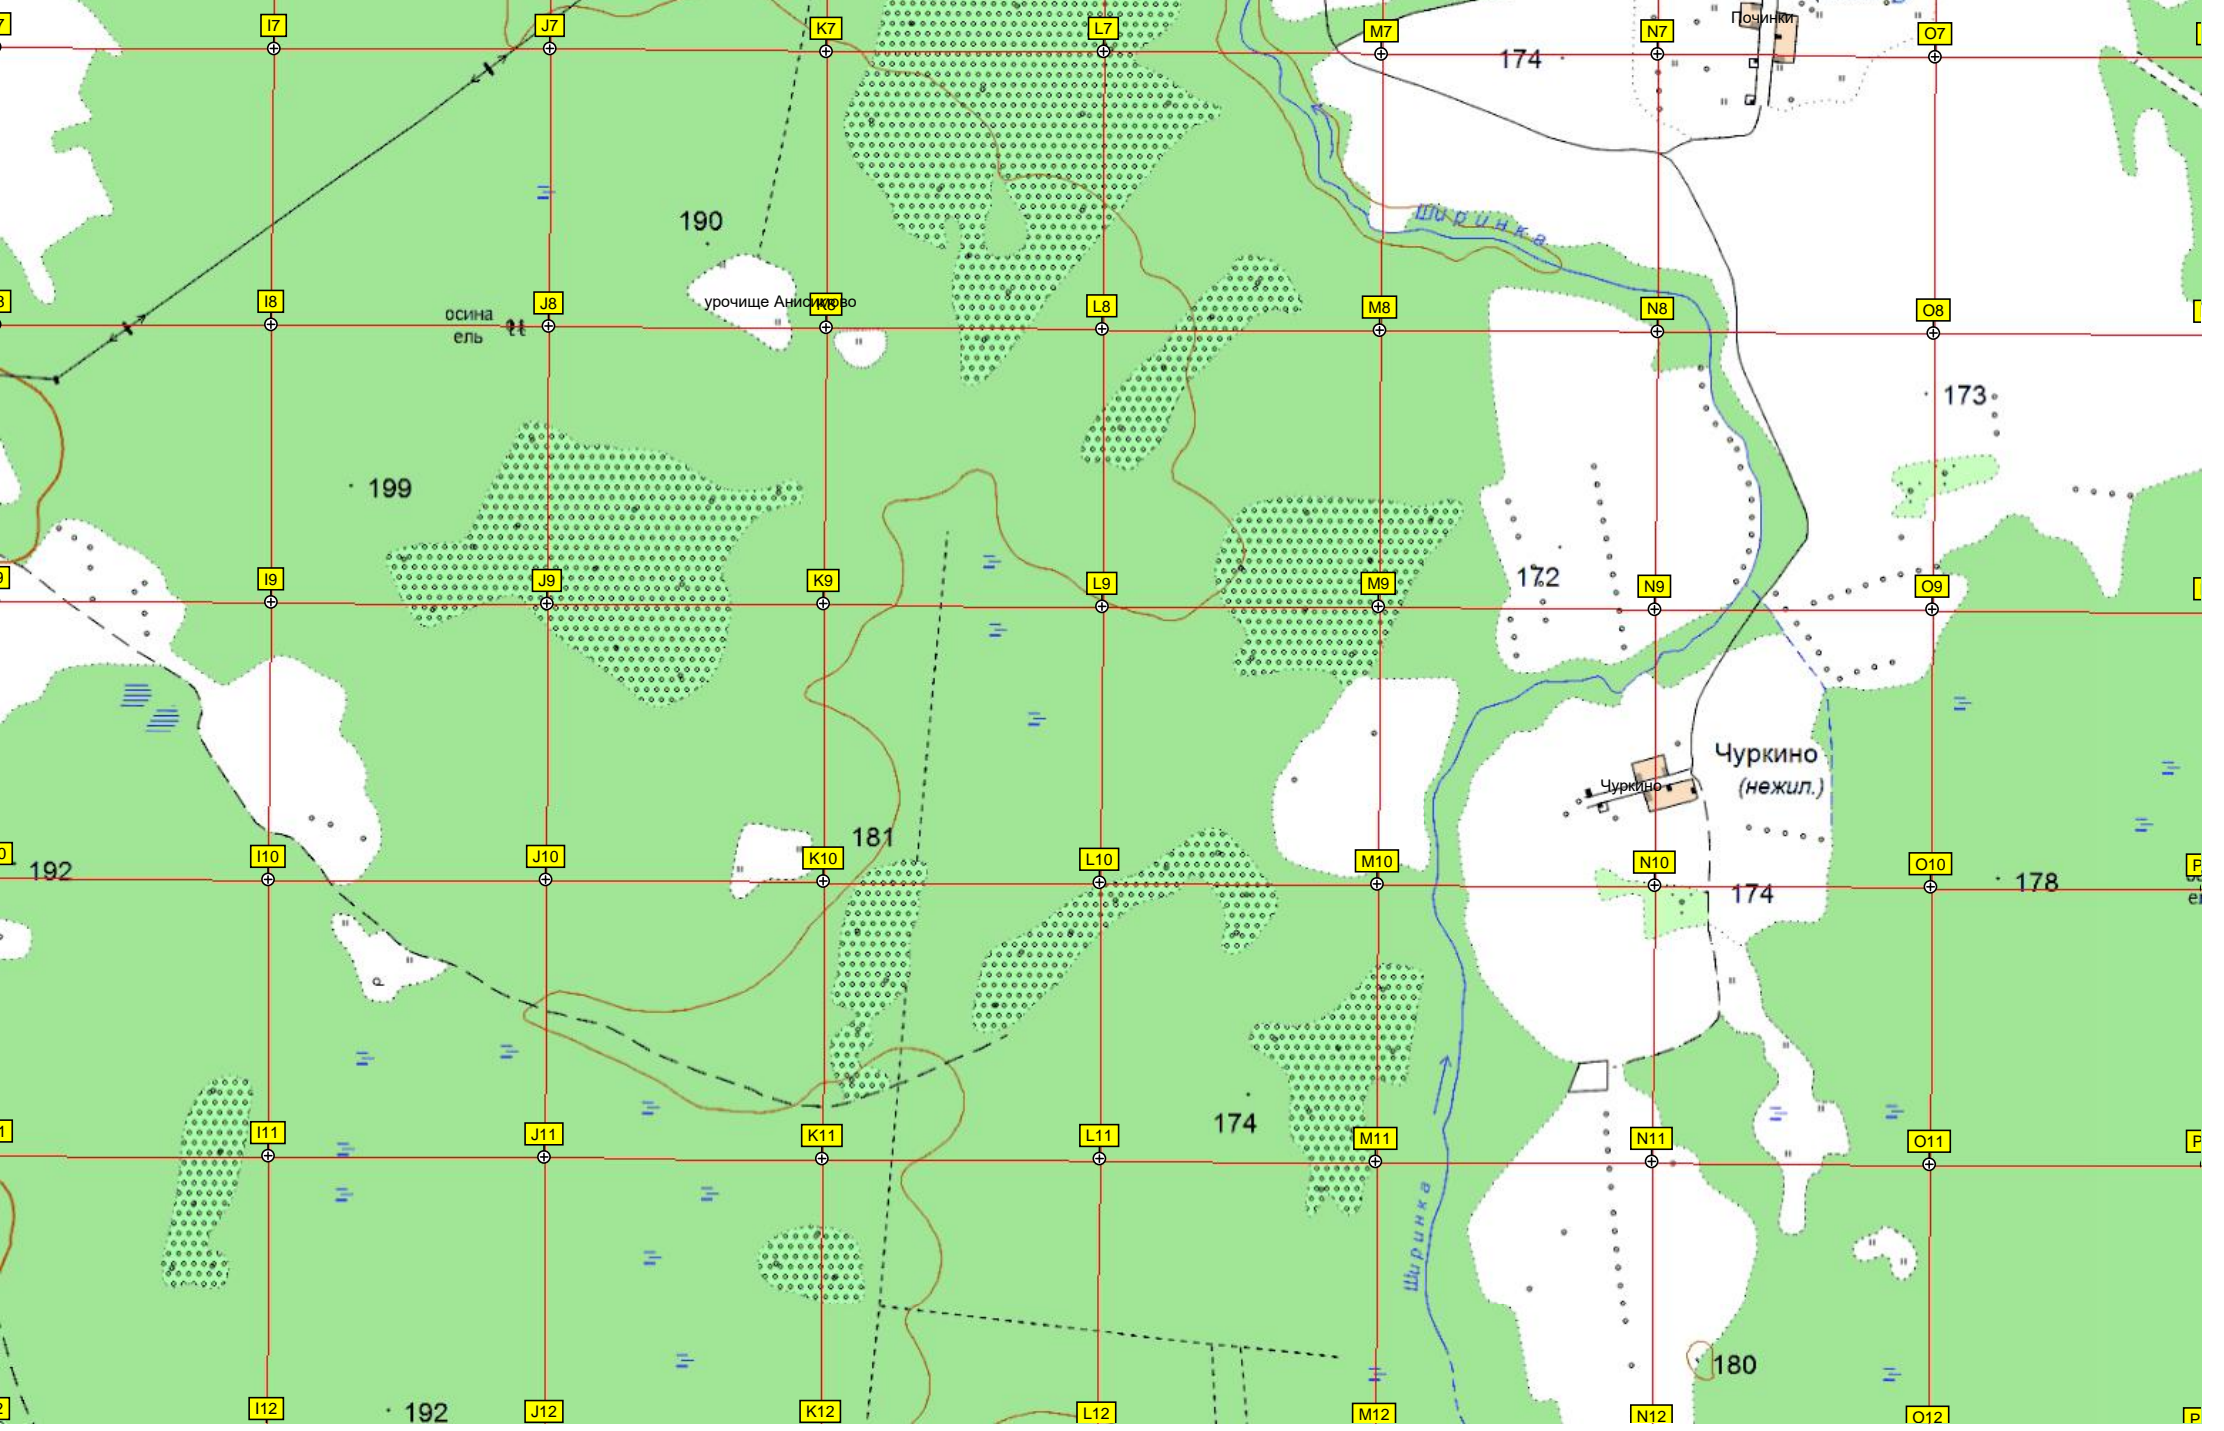 Починки
I7
J7
K7
L7
M7
N7
O7
174
190
Ширинка
урочище Анисимово
I8
J8
K8
L8
M8
N8
O8
осина
ель
173
199
172
I9
J9
K9
L9
M9
N9
O9
Чуркино
(нежил.)
Чуркино
181
192
I10
J10
K10
L10
M10
N10
O10
174
178
174
I11
J11
K11
L11
M11
N11
O11
Ширинка
180
192
I12
J12
K12
L12
M12
N12
O12